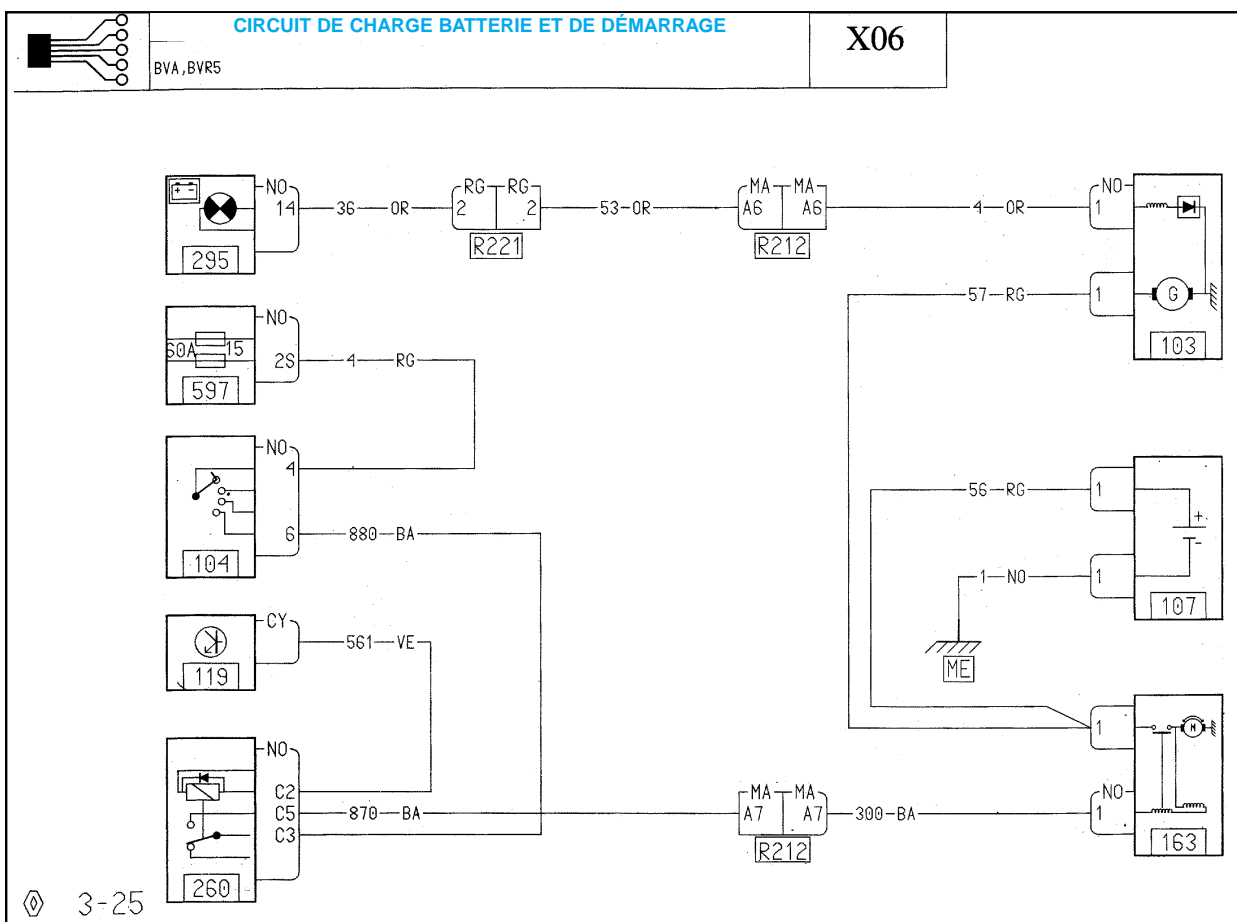 CIRCUIT DE CHARGE BATTERIE ET DE DÉMARRAGE
X06
BVA,BVR5
NO
14
36 OR
RG RG
2 2
R221
53 OR
MA MA
A6 A6
R212
4 OR
NO
1
295
57 RG
1
G
103
NO
60A 15
2S
4 RG
597
NO
4
6
880 BA
104
56 RG
1
+
-
1 NO
1
107
ME
CY
561 VE
119
1
M
NO
C2
C5
C3
870 BA
MA MA
A7 A7
R212
300-BA
NO
1
163
260
3-25